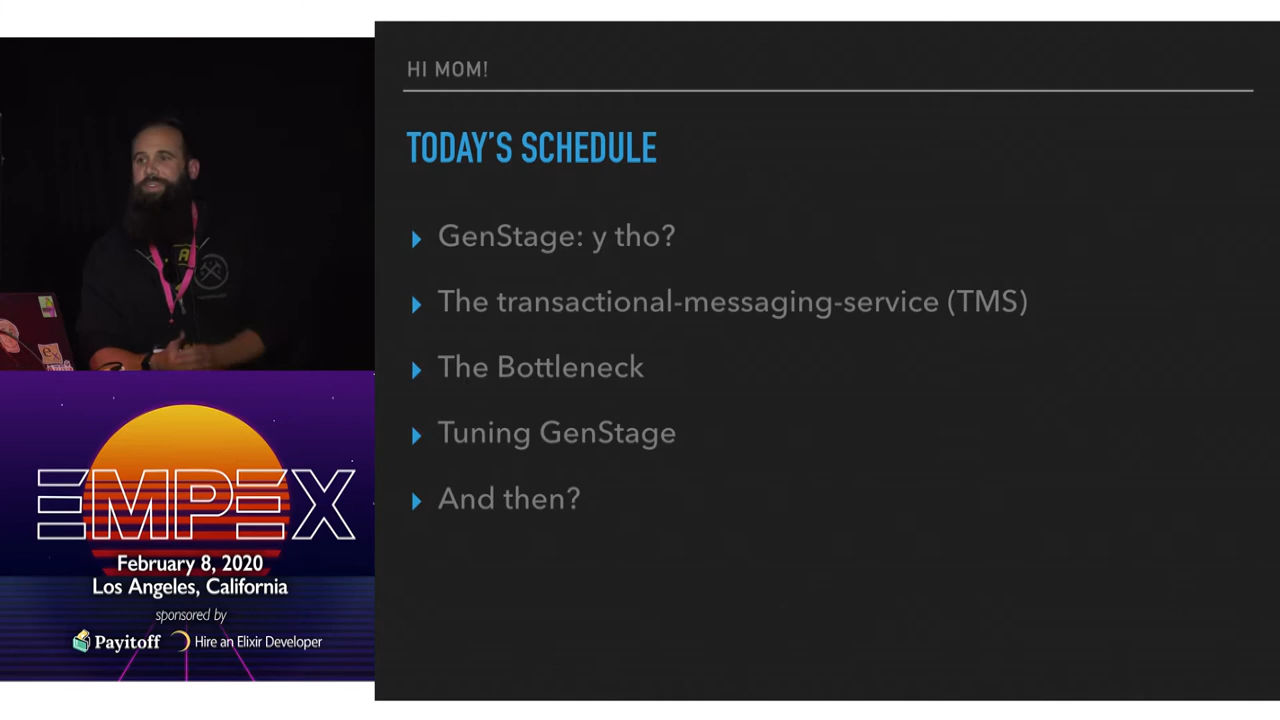 HI MOM!
TODAY'S SCHEDULE
GenStage: y tho?
The transactional-messaging-service (TMS)
The Bottleneck
Tuning GenStage
And then?
EMPEX
February 8, 2020
Los Angeles, California
sponsored by
Payitoff Hire an Elixir Developer